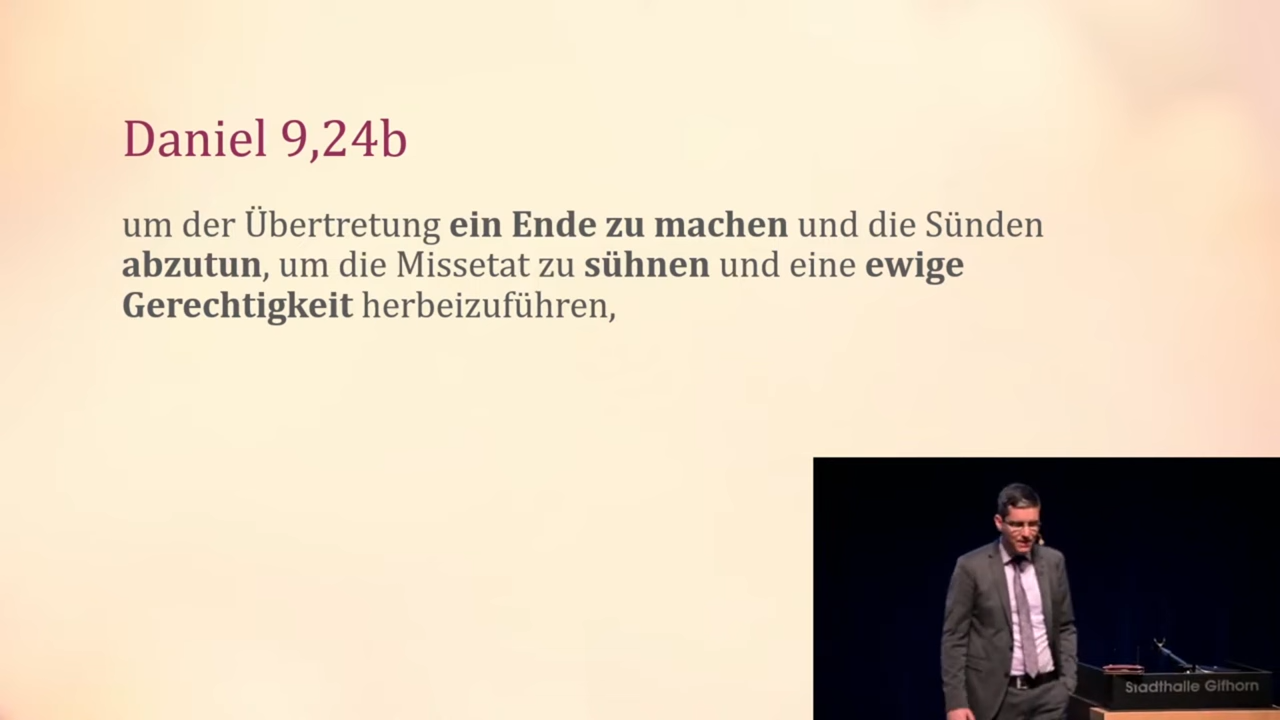 Daniel 9,24b
um der Übertretung ein Ende zu machen und die Sünden
abzutun, um die Missetat zu sühnen und eine ewige
Gerechtigkeit herbeizuführen,
Stadthalle Gifhorn